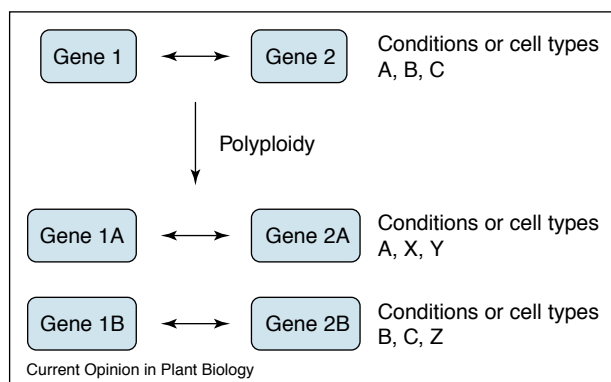 Gene 1
Gene 2
Conditions or cell types
A, B, C
Polyploidy
Gene 1A
Gene 2A
Conditions or cell types
A, X, Y
Gene 1B
Gene 2B
Conditions or cell types
B, C, Z
Current Opinion in Plant Biology